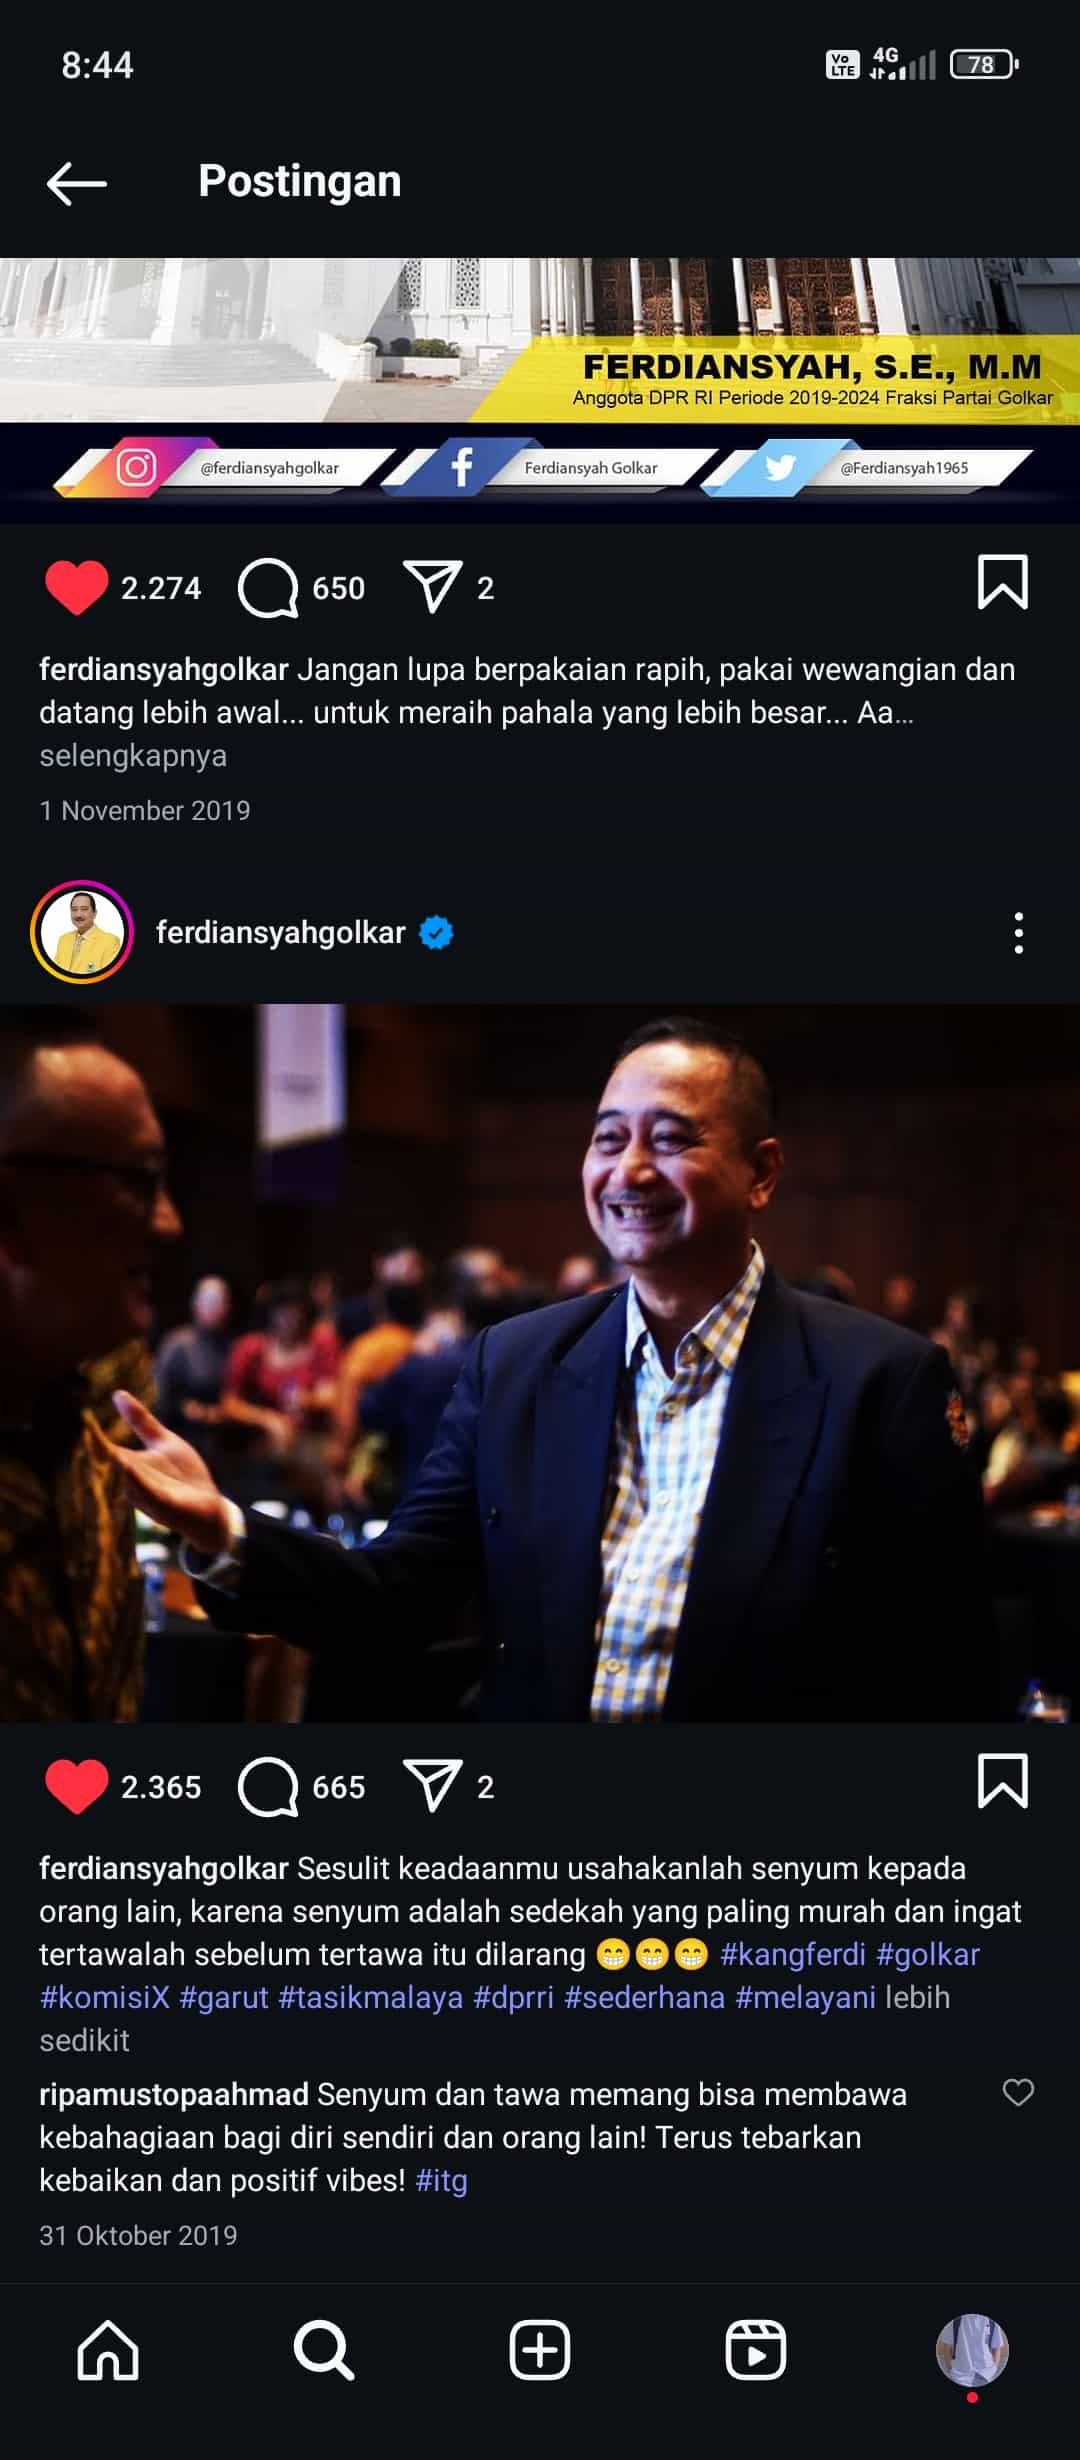 8:44
Vo LTE 4G 78
Postingan
FERDIANSYAH, S.E., M.M
Anggota DPR RI Periode 2019-2024 Fraksi Partai Golkar
@ferdiansyahgolkar Ferdiansyah Golkar @Ferdiansyah1965
2.274 650 2
ferdiansyahgolkar Jangan lupa berpakaian rapih, pakai wewangian dan
datang lebih awal... untuk meraih pahala yang lebih besar... Aa...
selengkapnya
1 November 2019
ferdiansyahgolkar
2.365 665 2
ferdiansyahgolkar Sesulit keadaanmu usahakanlah senyum kepada
orang lain, karena senyum adalah sedekah yang paling murah dan ingat
tertawalah sebelum tertawa itu dilarang 😁😁😁 #kangferdi #golkar
#komisiX #garut #tasikmalaya #dprri #sederhana #melayani lebih
sedikit
ripamustopaahmad Senyum dan tawa memang bisa membawa
kebahagiaan bagi diri sendiri dan orang lain! Terus tebarkan
kebaikan dan positif vibes! #itg
31 Oktober 2019